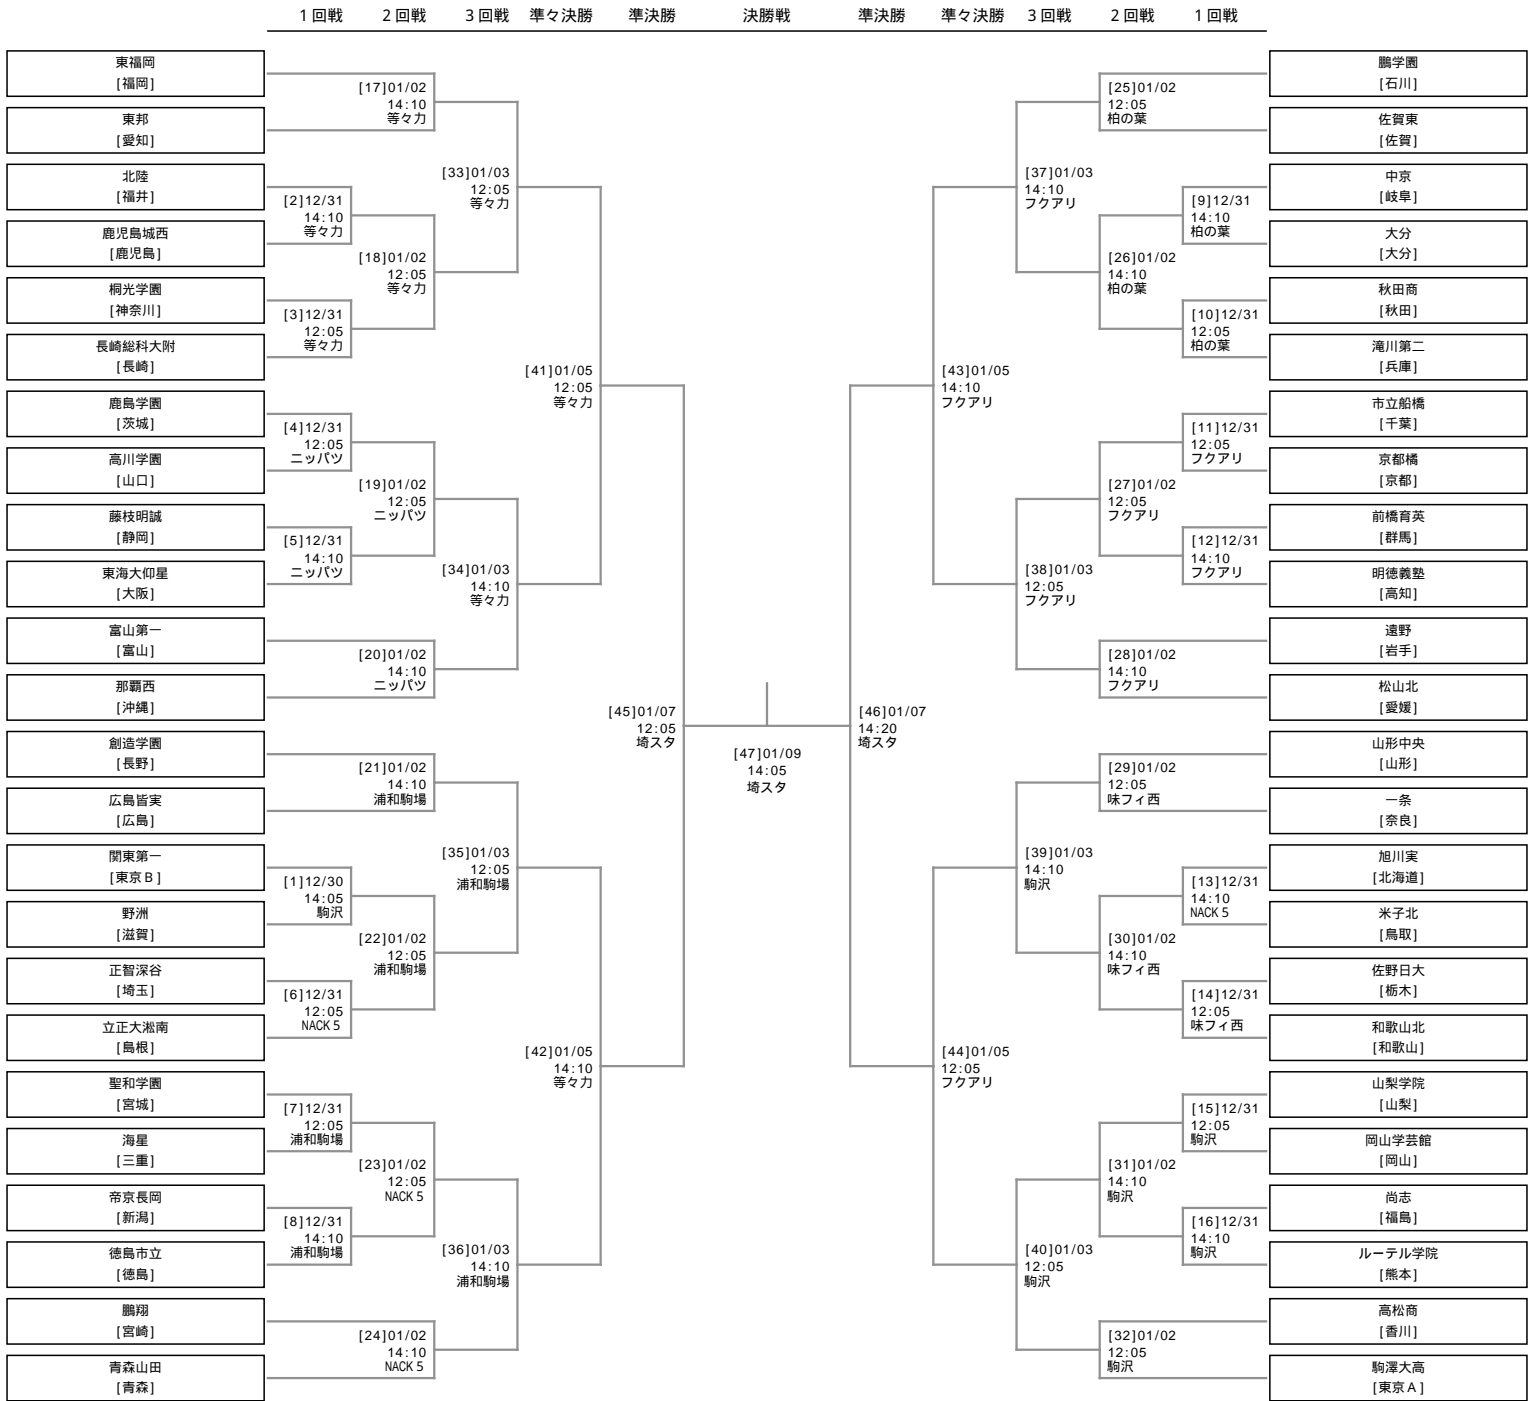 1回戦 2回戦 3回戦 準々決勝 準決勝 決勝戦 準決勝 準々決勝 3回戦 2回戦 1回戦
東福岡
[福岡]
東邦
[愛知]
北陸
[福井]
鹿児島城西
[鹿児島]
桐光学園
[神奈川]
長崎総科大附
[長崎]
鹿島学園
[茨城]
高川学園
[山口]
藤枝明誠
[静岡]
東海大仰星
[大阪]
富山第一
[富山]
那覇西
[沖縄]
創造学園
[長野]
広島皆実
[広島]
関東第一
[東京B]
野洲
[滋賀]
正智深谷
[埼玉]
立正大淞南
[島根]
聖和学園
[宮城]
海星
[三重]
帝京長岡
[新潟]
徳島市立
[徳島]
鵬翔
[宮崎]
青森山田
[青森]
[2]12/31
14:10
等々力
[3]12/31
12:05
等々力
[4]12/31
12:05
ニッパツ
[5]12/31
14:10
ニッパツ
[1]12/30
14:05
駒沢
[6]12/31
12:05
NACK5
[7]12/31
12:05
浦和駒場
[8]12/31
14:10
浦和駒場
[17]01/02
14:10
等々力
[18]01/02
12:05
等々力
[19]01/02
12:05
ニッパツ
[20]01/02
14:10
ニッパツ
[21]01/02
14:10
浦和駒場
[22]01/02
12:05
浦和駒場
[23]01/02
12:05
NACK5
[24]01/02
14:10
NACK5
[33]01/03
12:05
等々力
[34]01/03
14:10
等々力
[35]01/03
12:05
浦和駒場
[36]01/03
14:10
浦和駒場
[41]01/05
12:05
等々力
[42]01/05
14:10
等々力
[45]01/07
12:05
埼スタ
[47]01/09
14:05
埼スタ
[46]01/07
14:20
埼スタ
[43]01/05
14:10
フクアリ
[44]01/05
12:05
フクアリ
[37]01/03
14:10
フクアリ
[38]01/03
12:05
フクアリ
[39]01/03
14:10
駒沢
[40]01/03
12:05
駒沢
[25]01/02
12:05
柏の葉
[26]01/02
14:10
柏の葉
[27]01/02
12:05
フクアリ
[28]01/02
14:10
フクアリ
[29]01/02
12:05
味フィ西
[30]01/02
14:10
味フィ西
[31]01/02
14:10
駒沢
[32]01/02
12:05
駒沢
[9]12/31
14:10
柏の葉
[10]12/31
12:05
柏の葉
[11]12/31
12:05
フクアリ
[12]12/31
14:10
フクアリ
[13]12/31
14:10
NACK5
[14]12/31
12:05
味フィ西
[15]12/31
12:05
駒沢
[16]12/31
14:10
駒沢
鵬学園
[石川]
佐賀東
[佐賀]
中京
[岐阜]
大分
[大分]
秋田商
[秋田]
滝川第二
[兵庫]
市立船橋
[千葉]
京都橘
[京都]
前橋育英
[群馬]
明徳義塾
[高知]
遠野
[岩手]
松山北
[愛媛]
山形中央
[山形]
一条
[奈良]
旭川実
[北海道]
米子北
[鳥取]
佐野日大
[栃木]
和歌山北
[和歌山]
山梨学院
[山梨]
岡山学芸館
[岡山]
尚志
[福島]
ルーテル学院
[熊本]
高松商
[香川]
駒澤大高
[東京A]